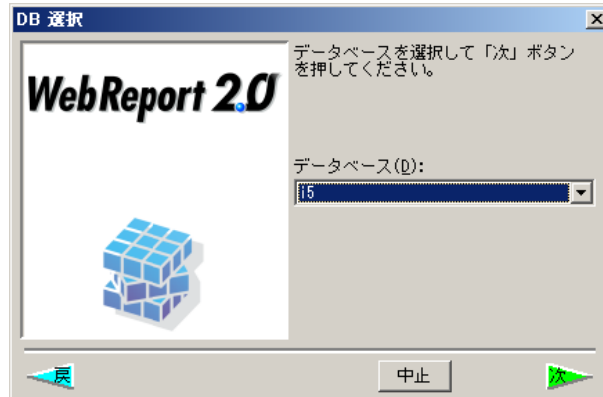 DB 選択
WebReport 2.0
データベースを選択して「次」ボタン
を押してください。
データベース(D):
i5
戻
中止
次